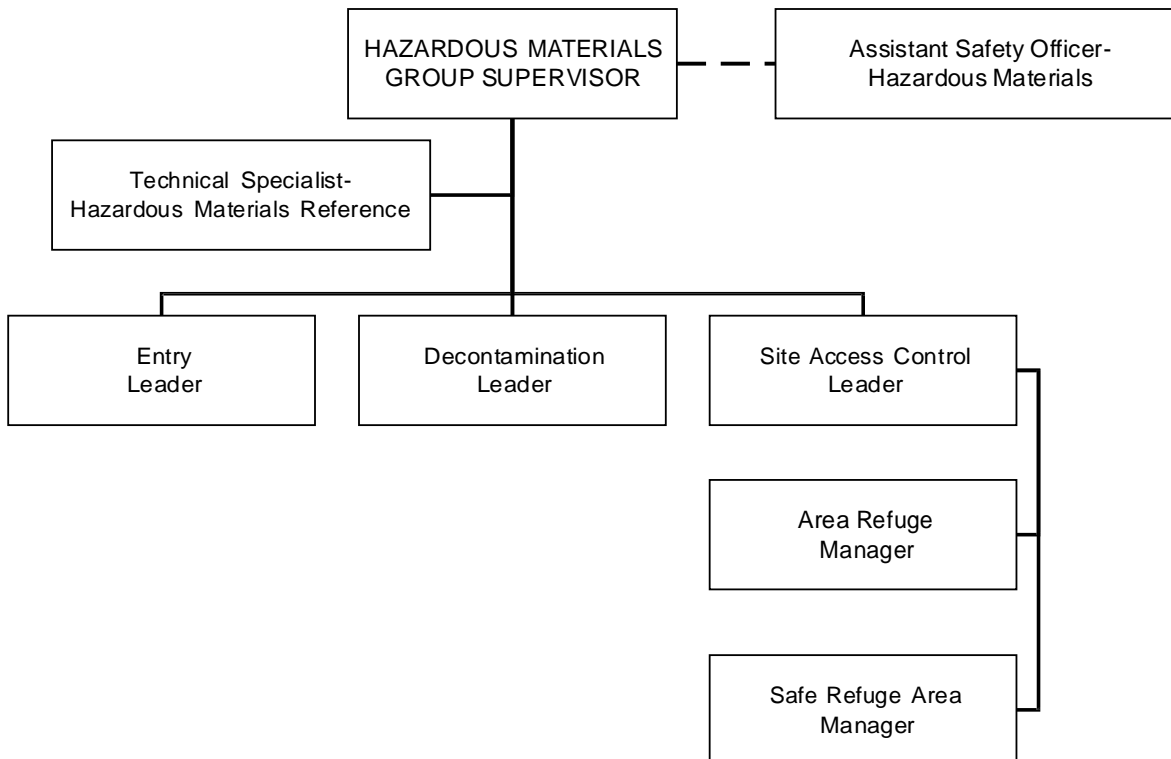 HAZARDOUS MATERIALS
GROUP SUPERVISOR
Assistant Safety Officer-
Hazardous Materials
Technical Specialist-
Hazardous Materials Reference
Entry
Leader
Decontamination
Leader
Site Access Control
Leader
Area Refuge
Manager
Safe Refuge Area
Manager